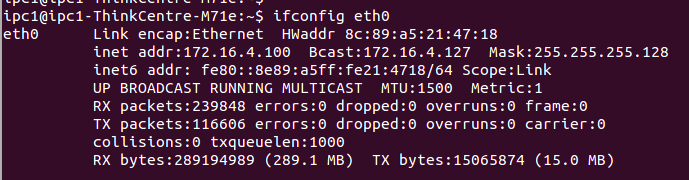 ipc1@ipc1-ThinkCentre-M71e:~$
ipc1@ipc1-ThinkCentre-M71e:~$ ifconfig eth0
eth0      Link encap:Ethernet  HWaddr 8c:89:a5:21:47:18
          inet addr:172.16.4.100  Bcast:172.16.4.127  Mask:255.255.255.128
          inet6 addr: fe80::8e89:a5ff:fe21:4718/64 Scope:Link
          UP BROADCAST RUNNING MULTICAST  MTU:1500  Metric:1
          RX packets:239848 errors:0 dropped:0 overruns:0 frame:0
          TX packets:116606 errors:0 dropped:0 overruns:0 carrier:0
          collisions:0 txqueuelen:1000
          RX bytes:289194989 (289.1 MB)  TX bytes:15065874 (15.0 MB)